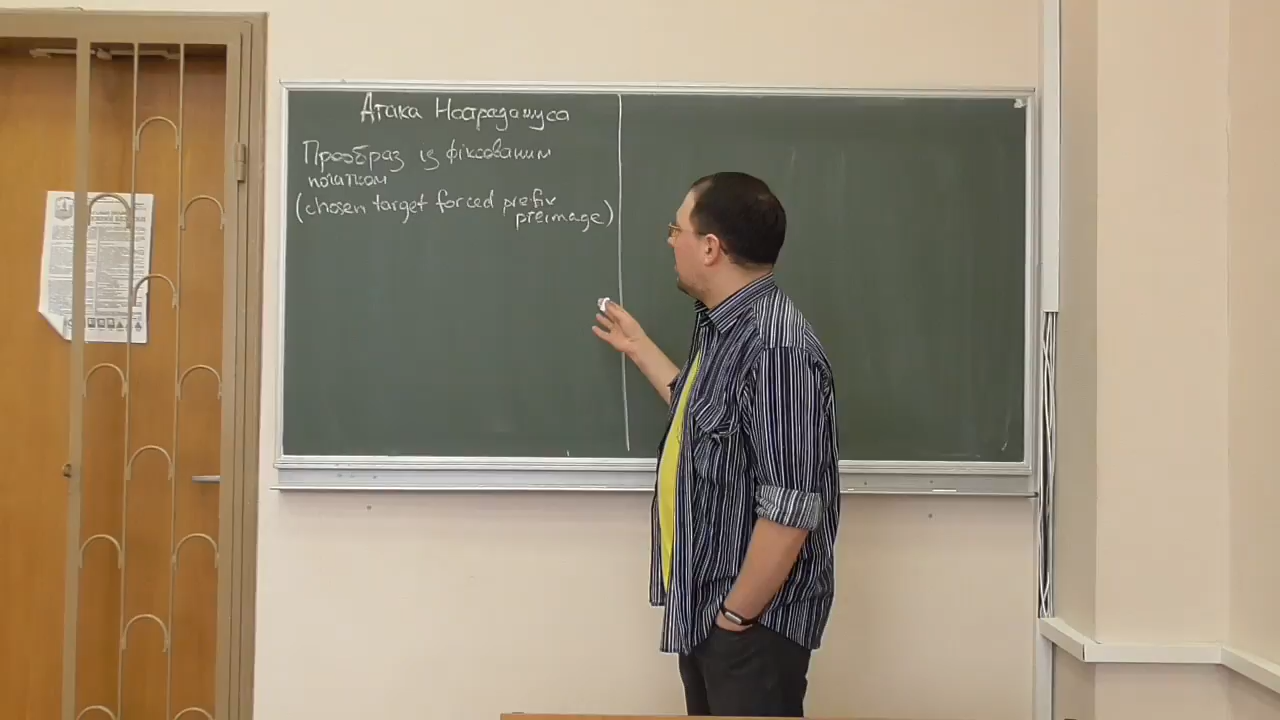 Атака Нострадамуса
Прообраз із фіксованим
початком
(chosen target forced prefix
preimage)